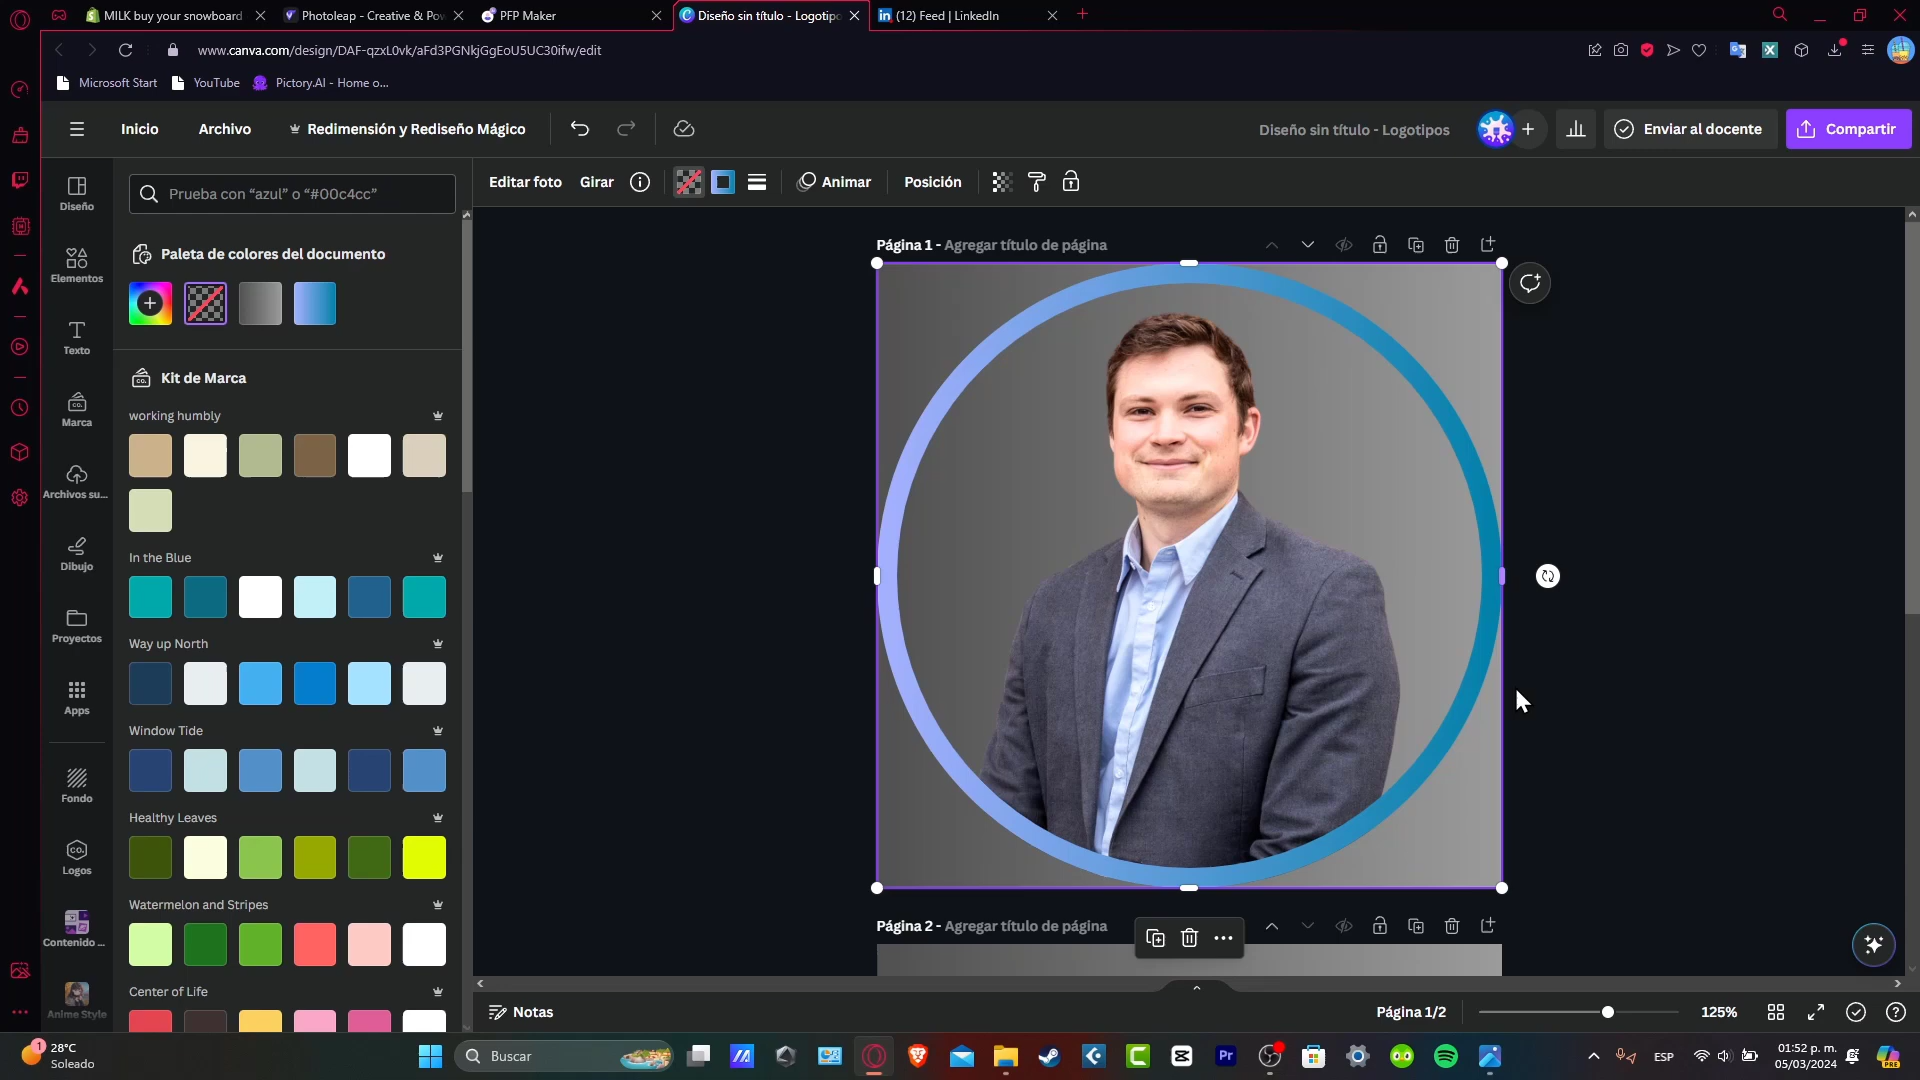 MILK buy your snowboard
Photoleap - Creative & Pow
PFP Maker
Diseño sin título - Logotipo
(12) Feed | LinkedIn
www.canva.com/design/DAF-qzxL0vk/aFd3PGNkjGgEoU5UC30ifw/edit
Microsoft Start
YouTube
Pictory.AI - Home o...
Inicio
Archivo
Redimensión y Rediseño Mágico
Diseño sin título - Logotipos
Enviar al docente
Compartir
Diseño
Elementos
Texto
Marca
Archivos su...
Dibujo
Proyectos
Apps
Fondo
Logos
Contenido ...
Anime Style
Prueba con “azul” o “#00c4cc”
Paleta de colores del documento
Kit de Marca
working humbly
In the Blue
Way up North
Window Tide
Healthy Leaves
Watermelon and Stripes
Center of Life
Editar foto
Girar
Animar
Posición
Página 1 - Agregar título de página
Página 2 - Agregar título de página
Notas
Página 1/2
125%
1
28°C
Soleado
Buscar
ESP
01:52 p. m.
05/03/2024